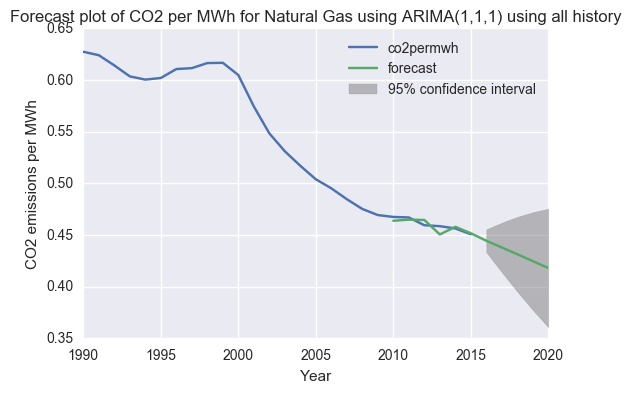 Forecast plot of CO2 per MWh for Natural Gas using ARIMA(1,1,1) using all history
0.65
co2permwh
forecast
95% confidence interval
0.60
0.55
0.50
0.45
0.40
0.35
CO2 emissions per MWh
1990 1995 2000 2005 2010 2015 2020
Year